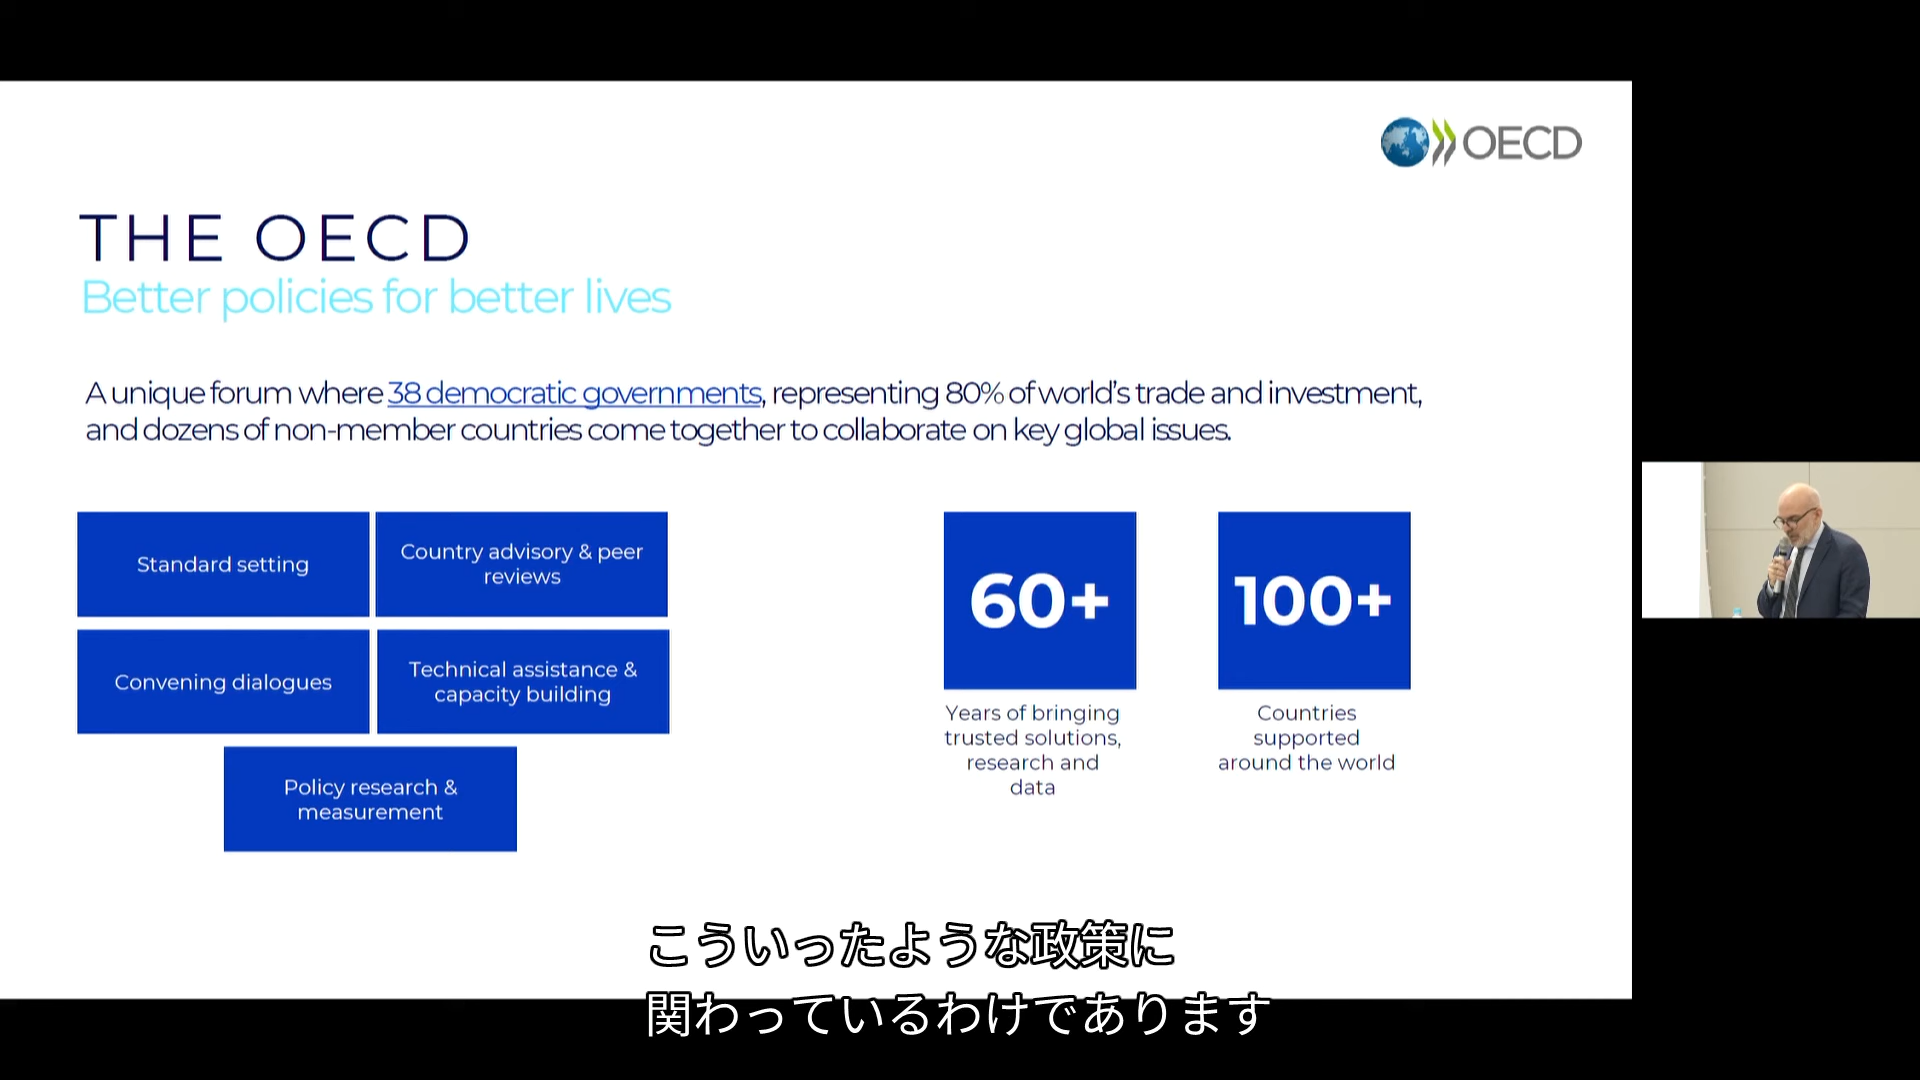 OECD
THE OECD
Better policies for better lives
A unique forum where 38 democratic governments, representing 80% of world's trade and investment,
and dozens of non-member countries come together to collaborate on key global issues.
Standard setting
Country advisory & peer
reviews
Convening dialogues
Technical assistance &
capacity building
Policy research &
measurement
60+
Years of bringing
trusted solutions,
research and
data
100+
Countries
supported
around the world
こういったような政策に
関わっているわけであります